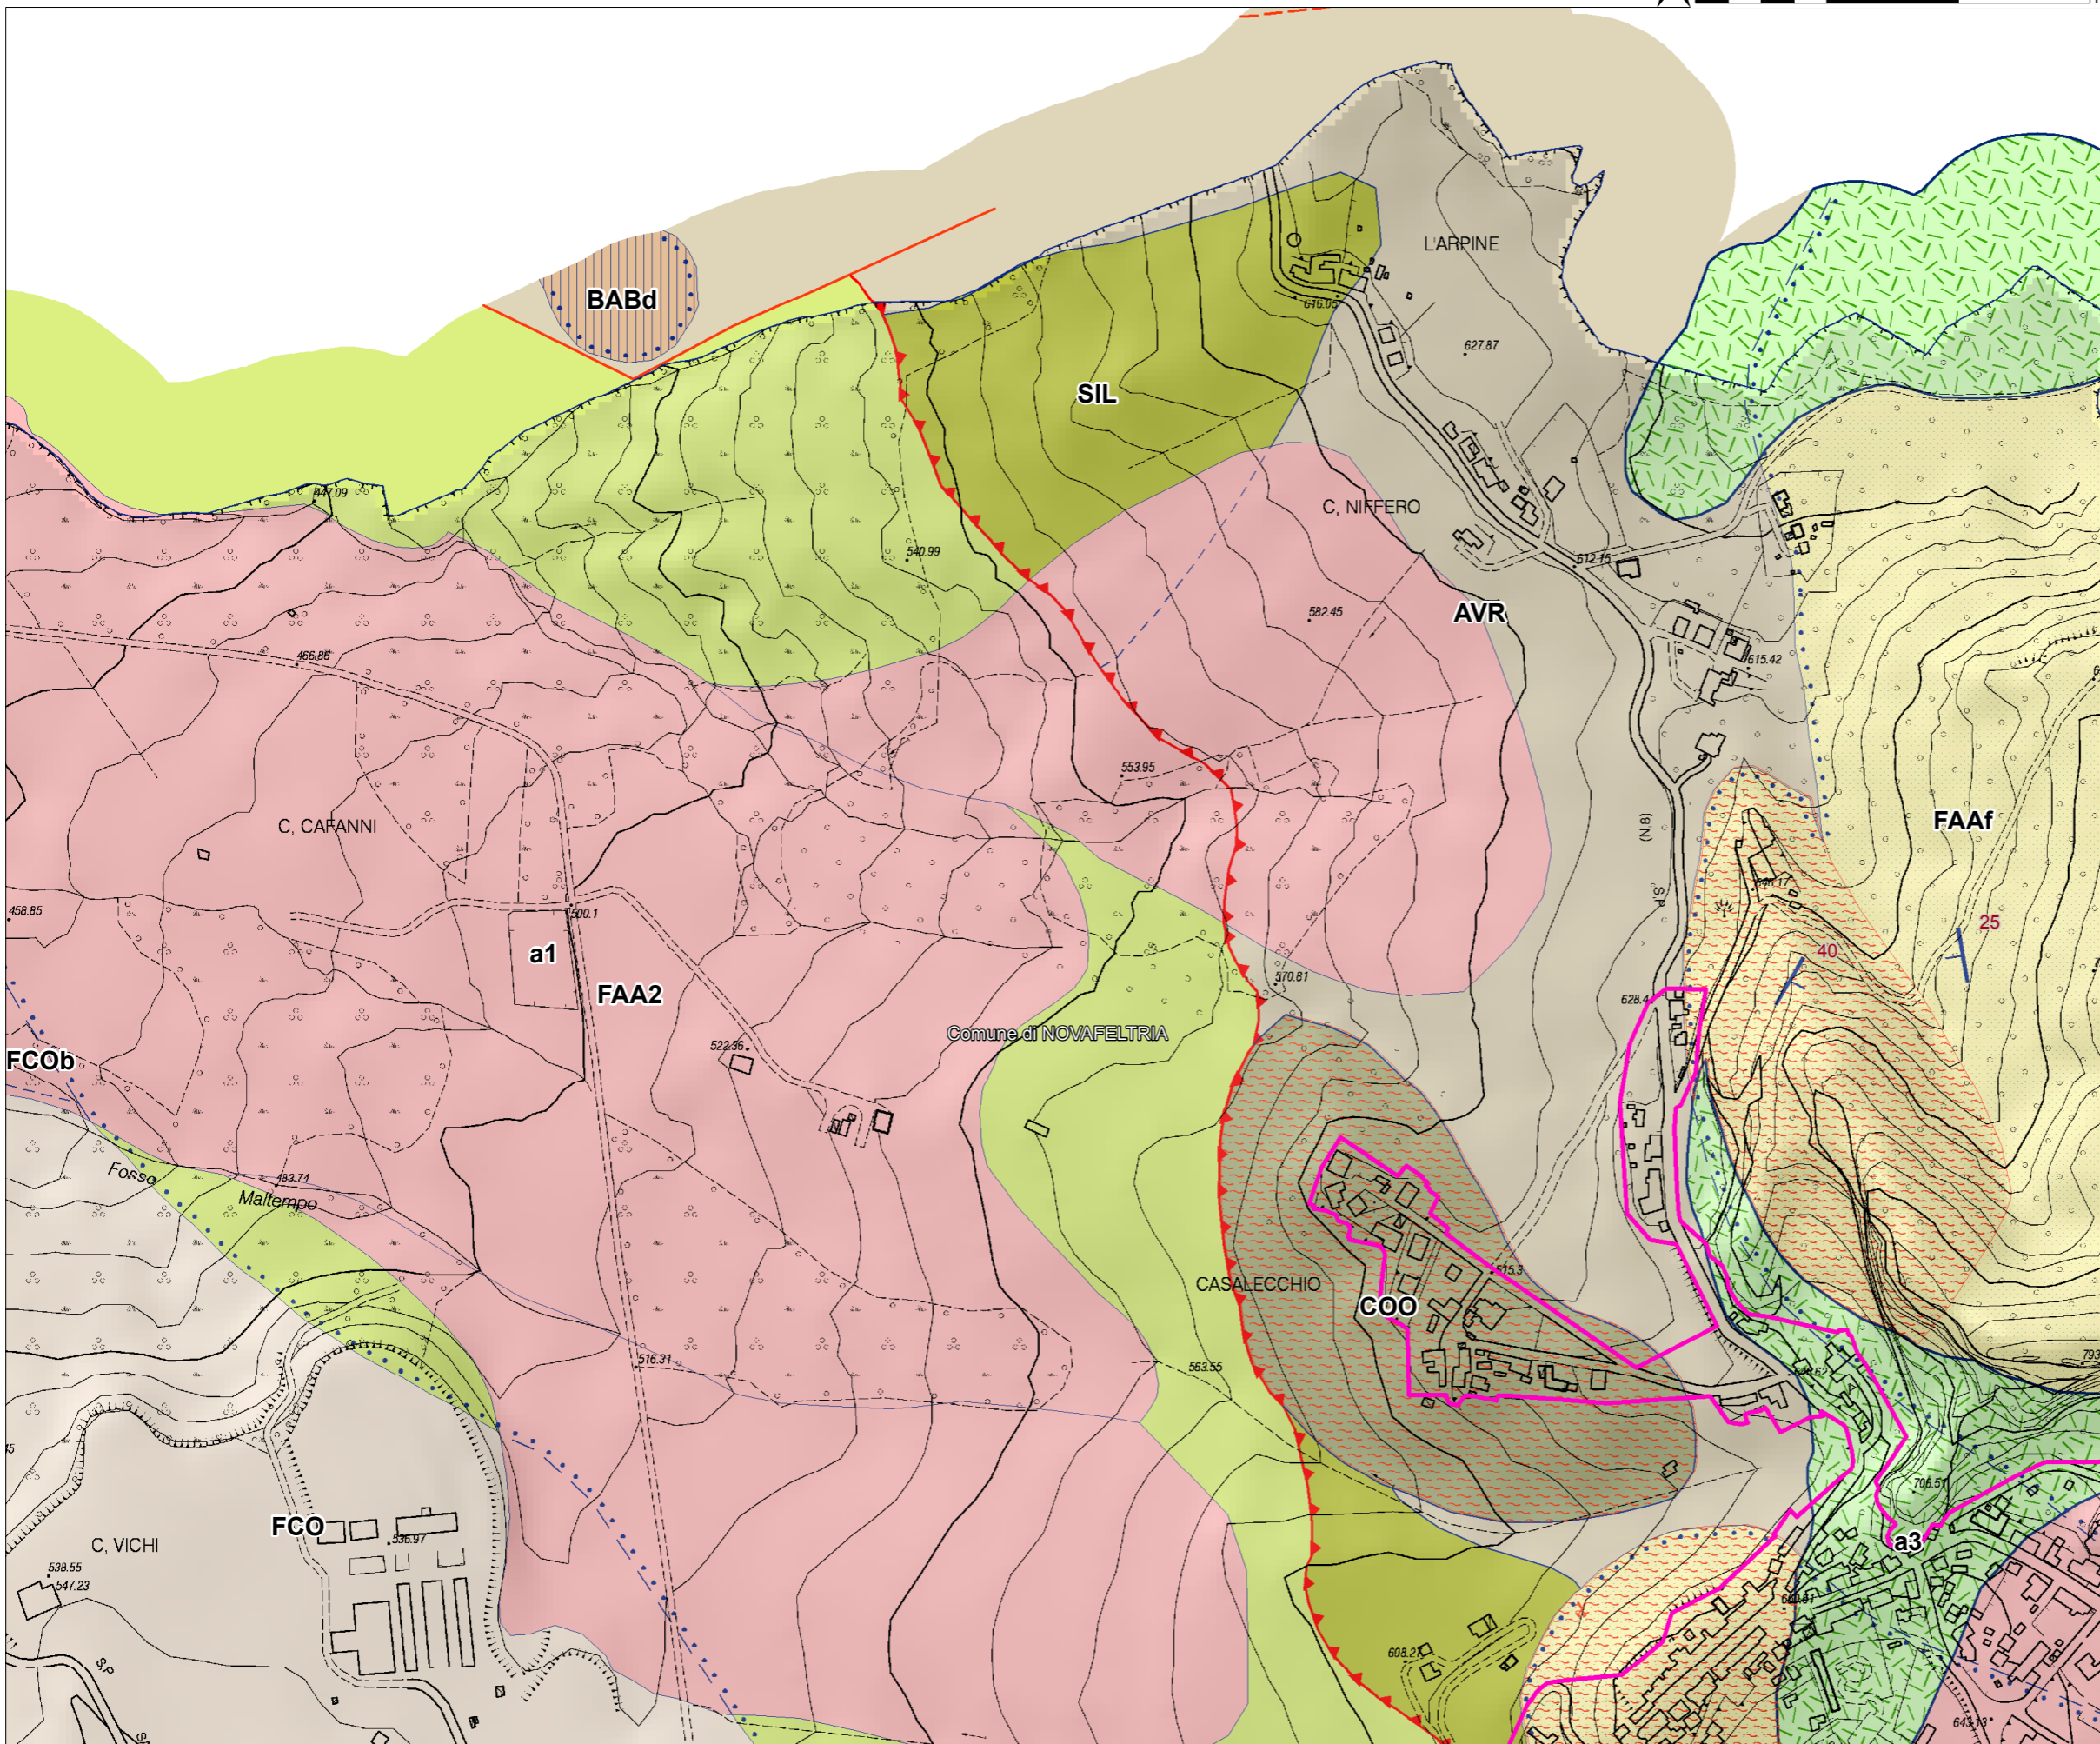 BABd
L'ARPINE
616.05
627.87
SIL
447.09
C, NIFFERO
540.99
612.15
582.45
AVR
615.42
466.86
553.95
C, CAFANNI
(8 N.)
FAAf
S.P.
458.85
500.1
25
a1
40
570.81
FAA2
628.4
Comune di NOVAFELTRIA
522.36
FCOb
Fosso
483.74
Maltempo
615.3
CASALECCHIO
COO
793
516.31
563.55
706.51
FCO
536.97
C, VICHI
a3
538.55
547.23
608.27
S.P.
643.13